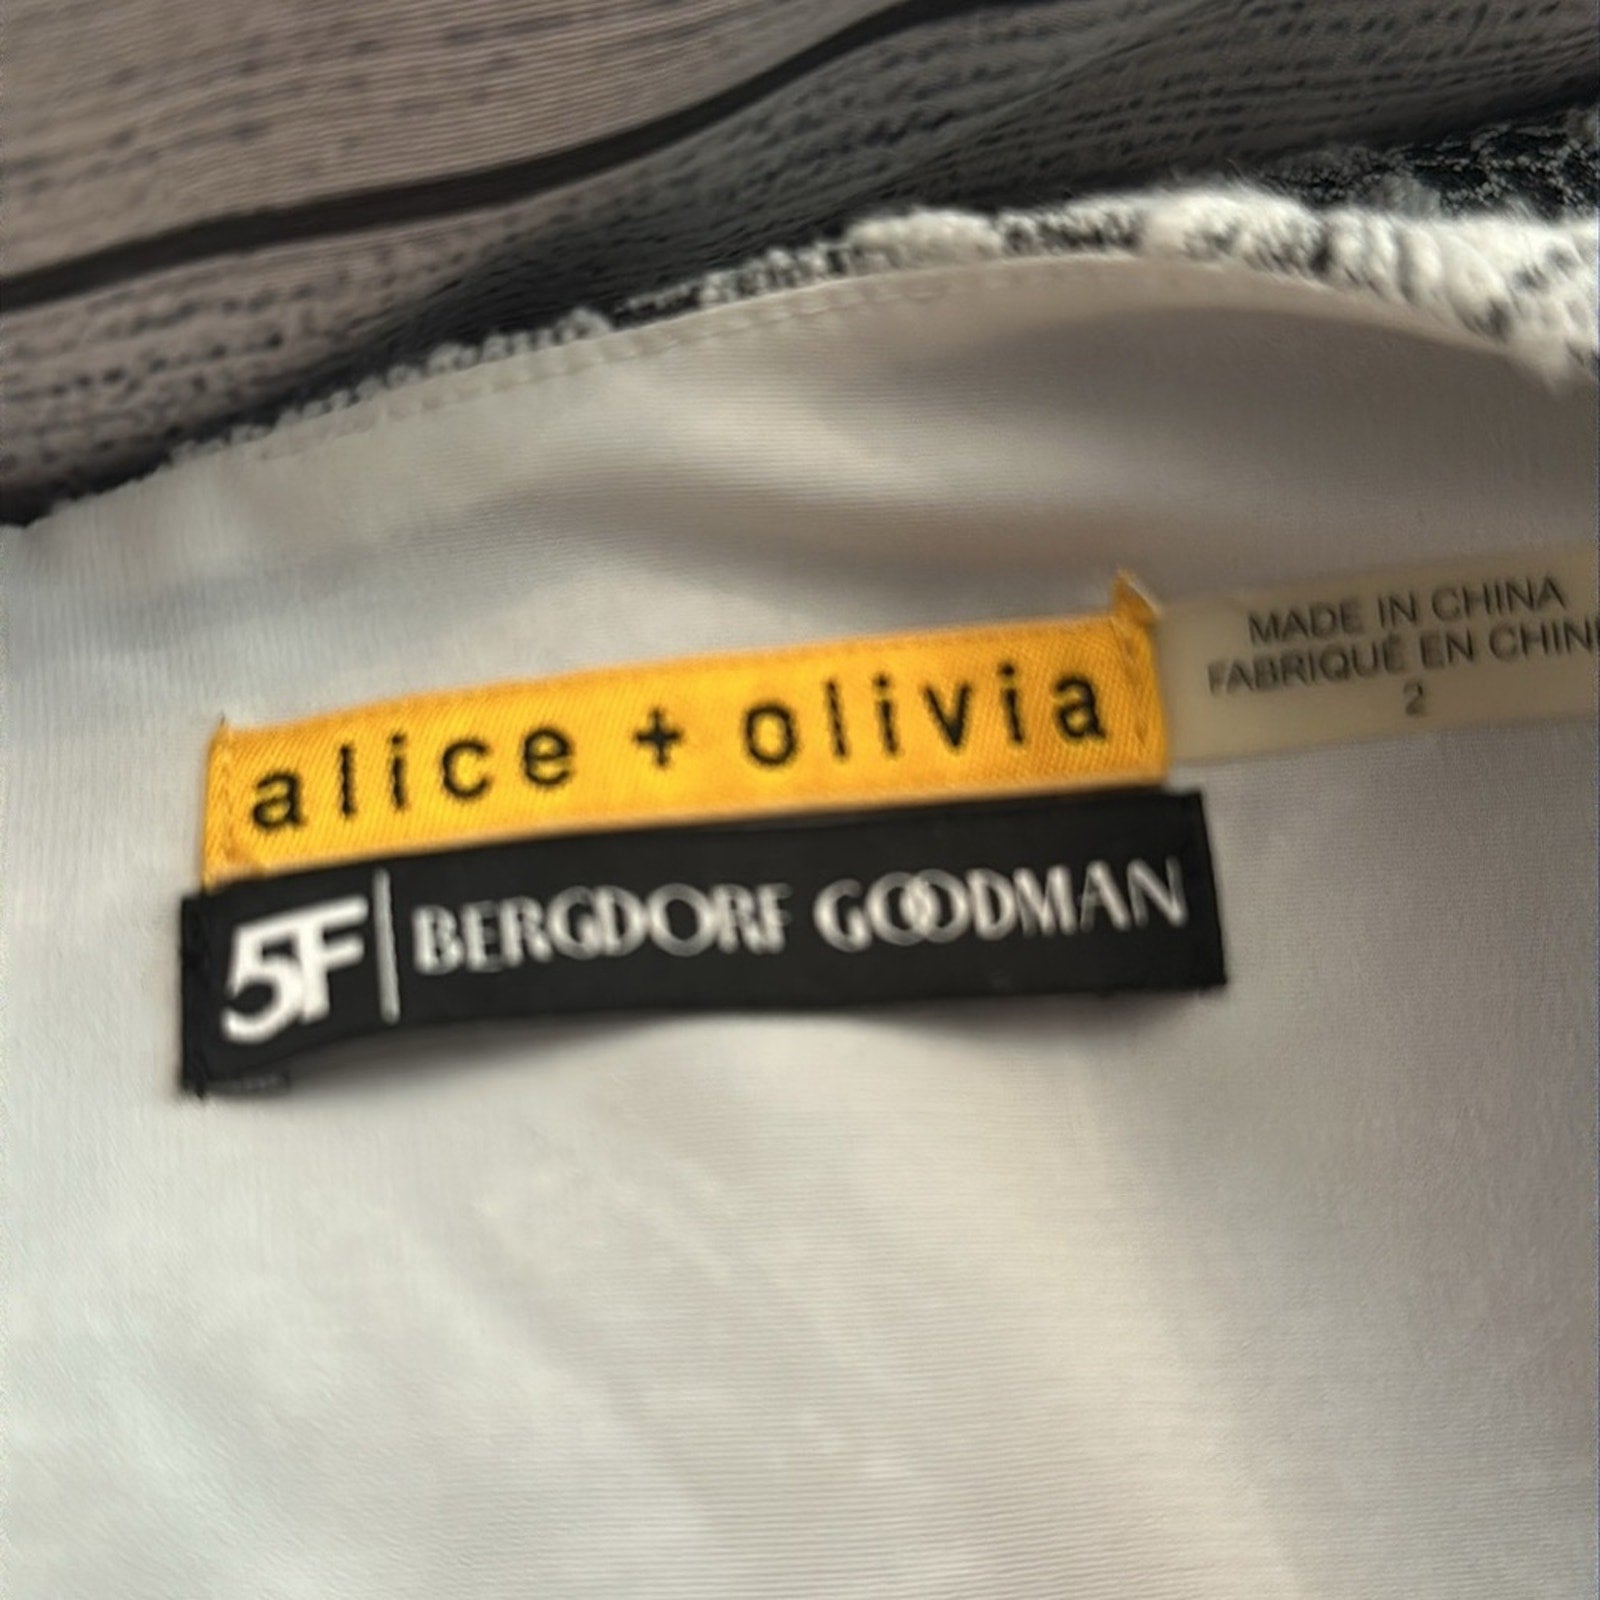 alice + olivia
5F | BERGDORF GOODMAN
MADE IN CHINA
FABRIQUÉ EN CHIN
2